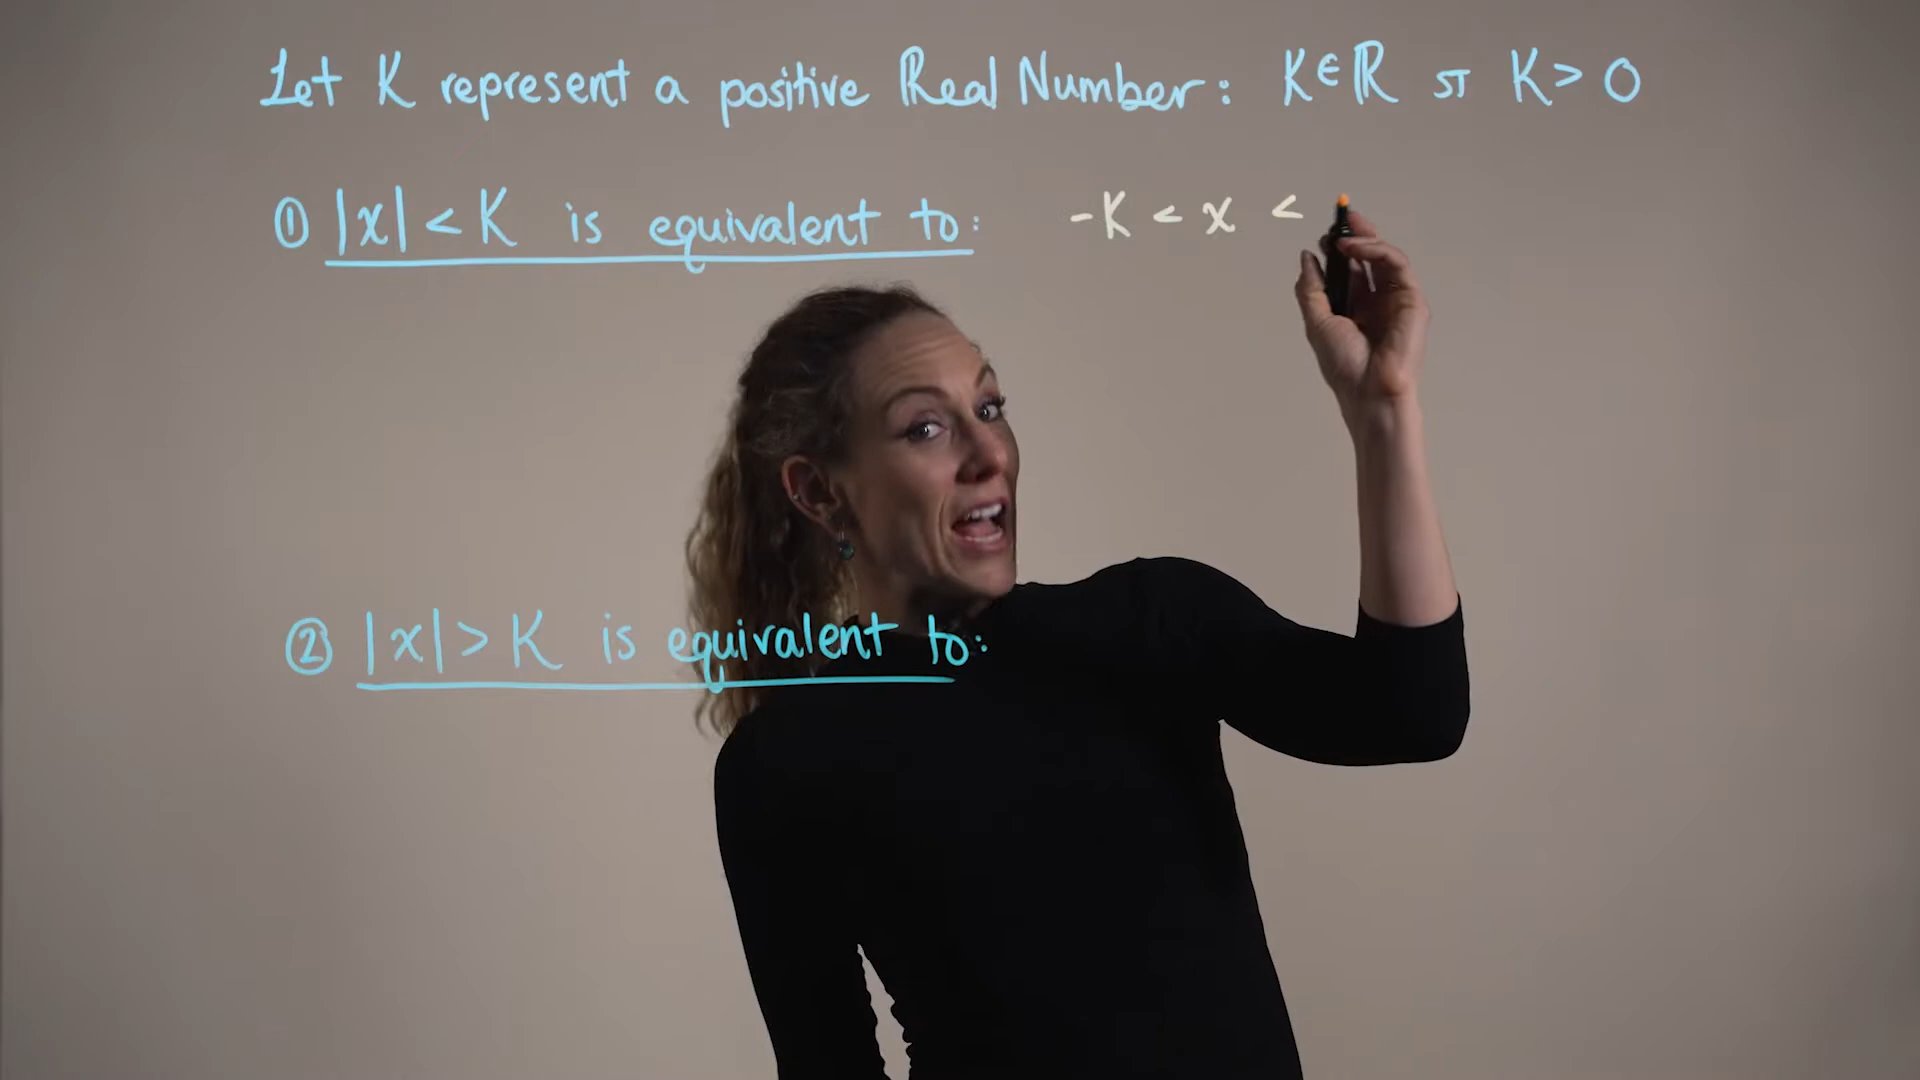 Let K represent a positive Real Number: K ∈ ℝ st K > 0
① |x| < K is equivalent to: -K < x <
② |x| > K is equivalent to: